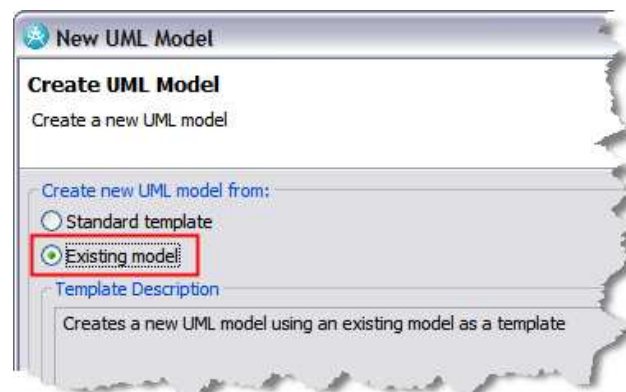 New UML Model
Create UML Model
Create a new UML model
Create new UML model from:
Standard template
Existing model
Template Description
Creates a new UML model using an existing model as a template